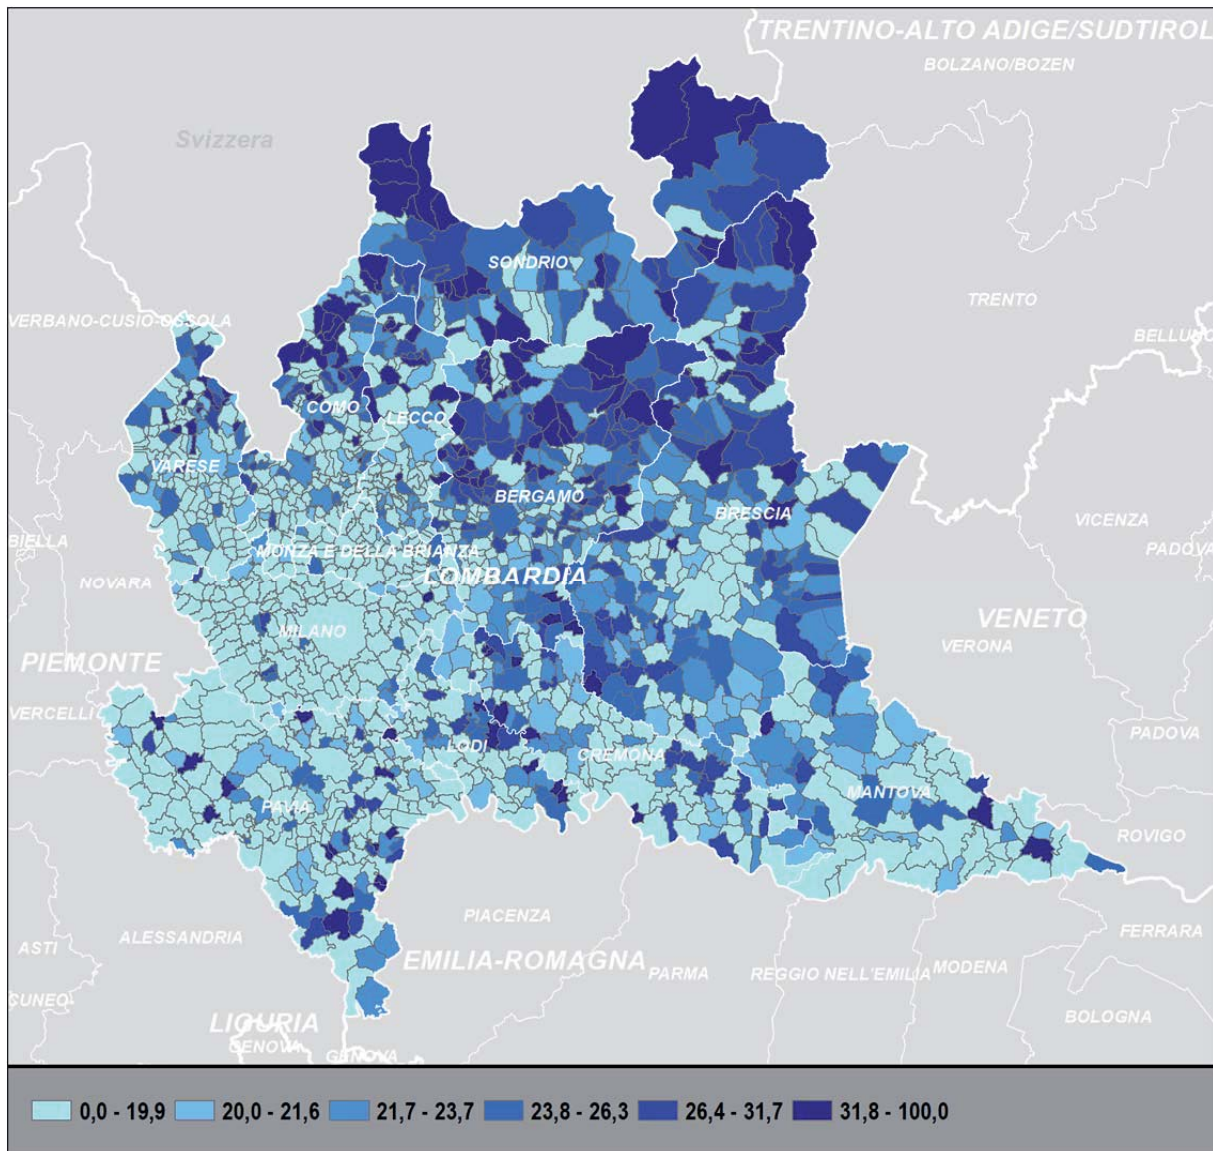 TRENTINO-ALTO ADIGE/SUDTIROL
BOLZANO/BOZEN
Svizzera
SONDRIO
TRENTO
VERBANO-CUSIO-OSSOLA
BELLUNO
COMO
LECCO
VARESE
BERGAMO
BRESCIA
VICENZA
BIELLA
MONZA E DELLA BRIANZA
PADOVA
NOVARA
LOMBARDIA
MILANO
VENETO
VERONA
PIEMONTE
VERCELLI
PADOVA
LODI
CREMONA
PAVIA
MANTOVA
ROVIGO
PIACENZA
ASTI
ALESSANDRIA
FERRARA
EMILIA-ROMAGNA
PARMA
REGGIO NELL'EMILIA
MODENA
CUNEO
LIGURIA
BOLOGNA
GENOVA
GENOVA
0,0 - 19,9
20,0 - 21,6
21,7 - 23,7
23,8 - 26,3
26,4 - 31,7
31,8 - 100,0